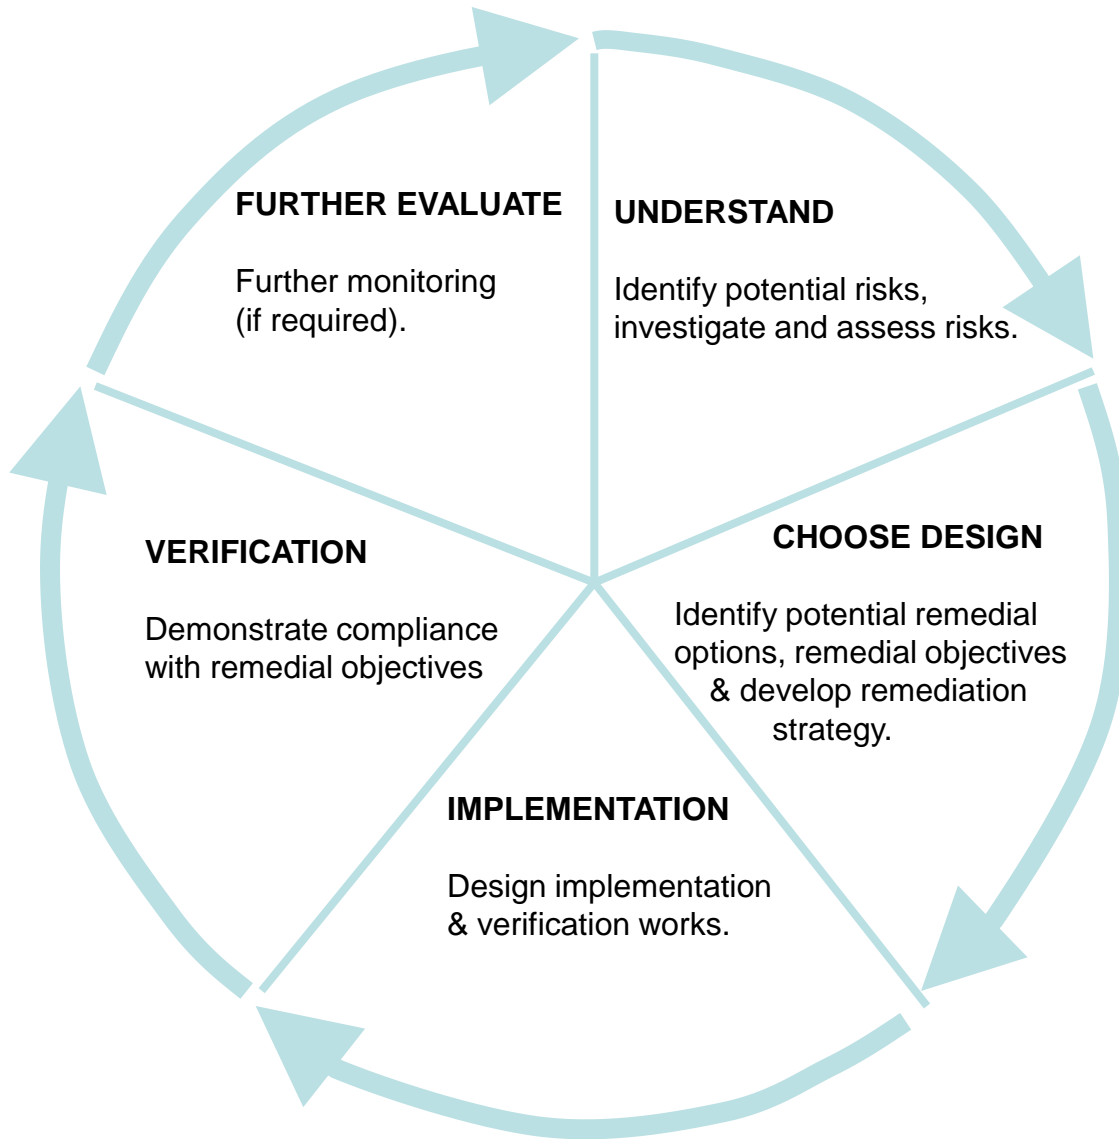 FURTHER EVALUATE
Further monitoring
(if required).
UNDERSTAND
Identify potential risks,
investigate and assess risks.
CHOOSE DESIGN
Identify potential remedial
options, remedial objectives
& develop remediation
strategy.
IMPLEMENTATION
Design implementation
& verification works.
VERIFICATION
Demonstrate compliance
with remedial objectives